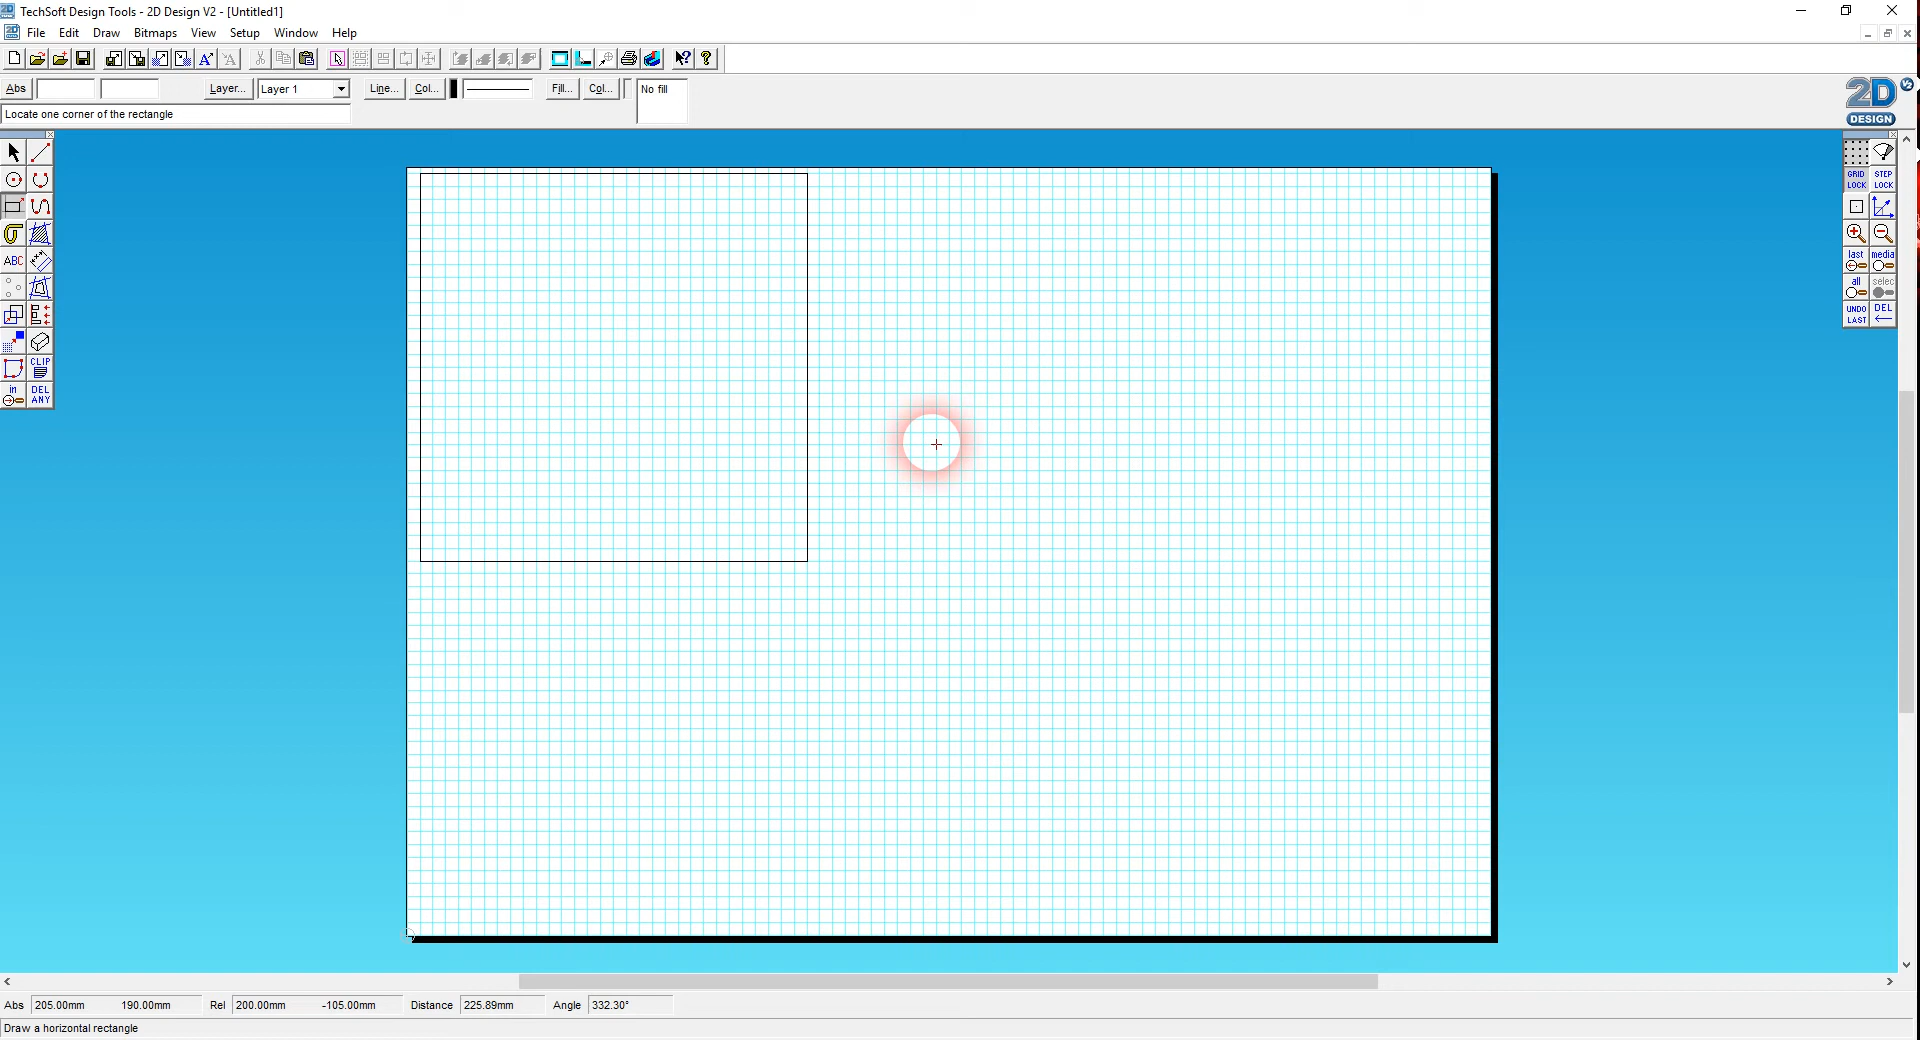 TechSoft Design Tools - 2D Design V2 - [Untitled1]
File Edit Draw Bitmaps View Setup Window Help
Abs Layer... Layer 1 Line... Col... Fill... Col... No fill
Locate one corner of the rectangle
2D V2
DESIGN
ABC
CLIP
in DEL
ANY
GRID LOCK STEP LOCK
last media
all selec
UNDO LAST DEL
Abs 205.00mm 190.00mm Rel 200.00mm -105.00mm Distance 225.89mm Angle 332.30°
Draw a horizontal rectangle